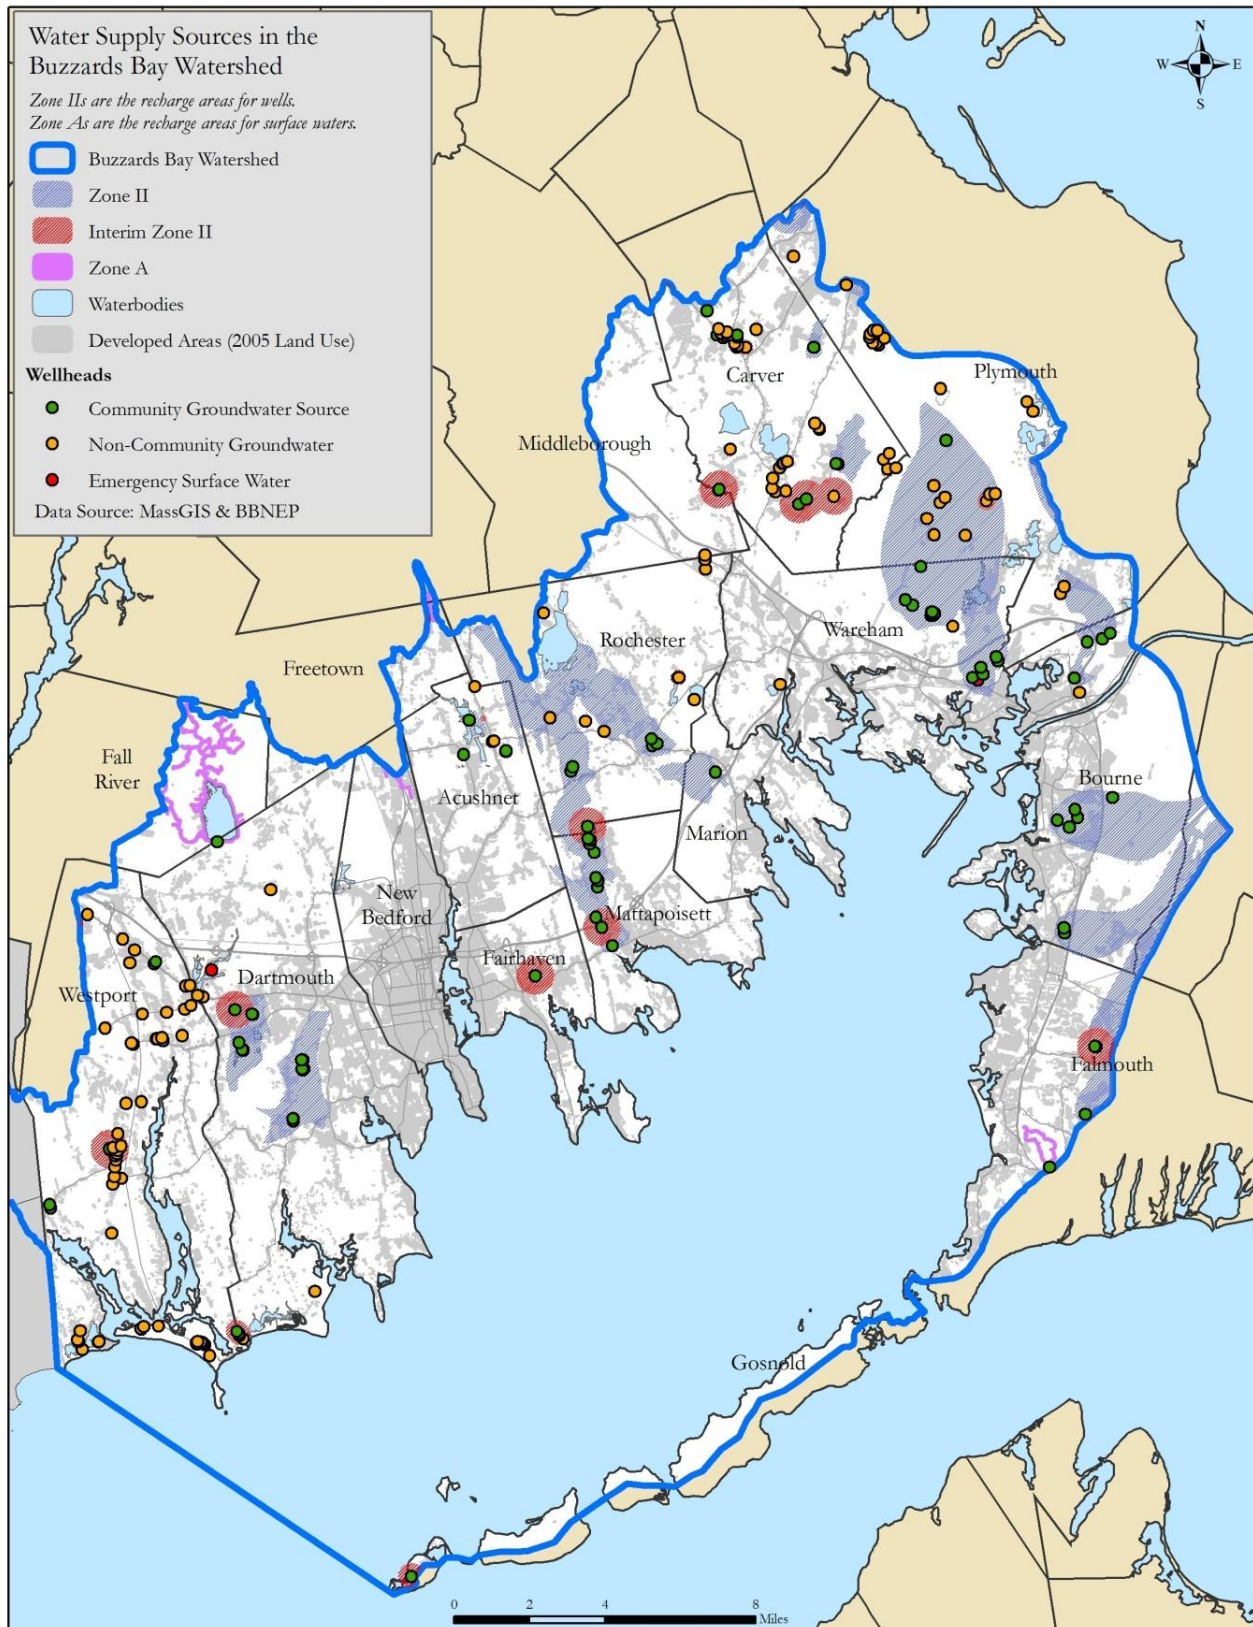 Water Supply Sources in the
Buzzards Bay Watershed
Zone IIs are the recharge areas for wells.
Zone As are the recharge areas for surface waters.
Buzzards Bay Watershed
Zone II
Interim Zone II
Zone A
Waterbodies
Developed Areas (2005 Land Use)
Wellheads
Community Groundwater Source
Non-Community Groundwater
Emergency Surface Water
Data Source: MassGIS & BBNEP
N
W E
S
Plymouth
Carver
Middleborough
Rochester
Wareham
Freetown
Fall
River
Acushnet
Bourne
Marion
New
Bedford
Mattapoisett
Fairhaven
Dartmouth
Westport
Falmouth
Gosnold
0 2 4 8
Miles